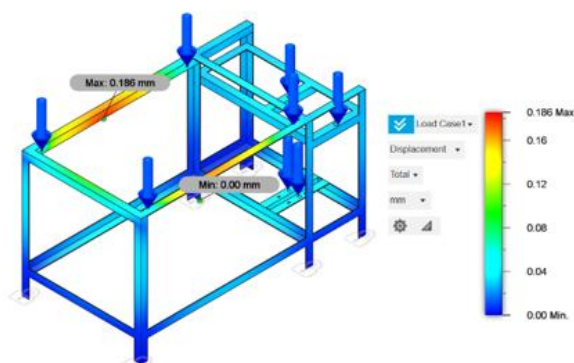 Max: 0.186 mm
Min: 0.00 mm
Load Case1
Displacement
Total
mm
0.186 Max
0.16
0.12
0.08
0.04
0.00 Min.